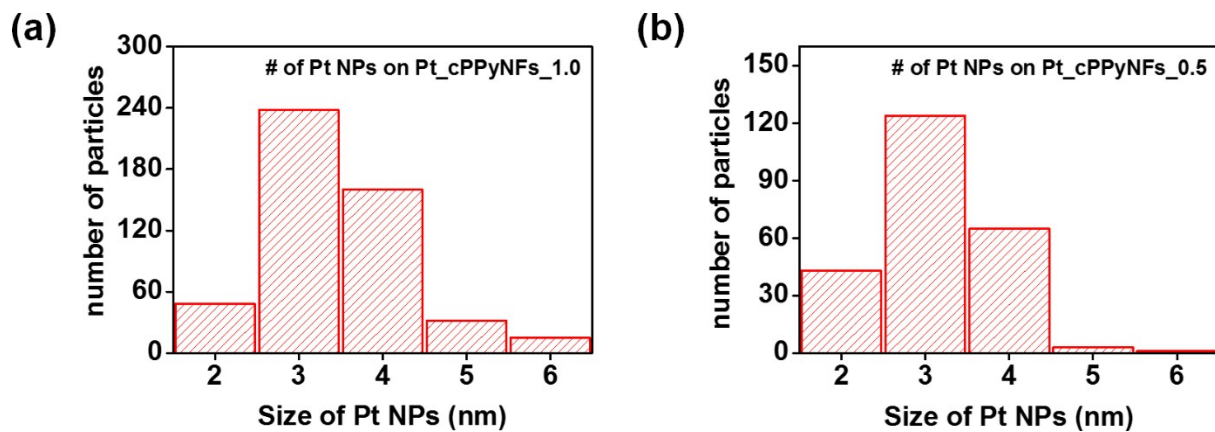 (a)
# of Pt NPs on Pt_cPPyNFs_1.0
number of particles
300
240
180
120
60
0
2 3 4 5 6
Size of Pt NPs (nm)
(b)
# of Pt NPs on Pt_cPPyNFs_0.5
number of particles
150
120
90
60
30
0
2 3 4 5 6
Size of Pt NPs (nm)